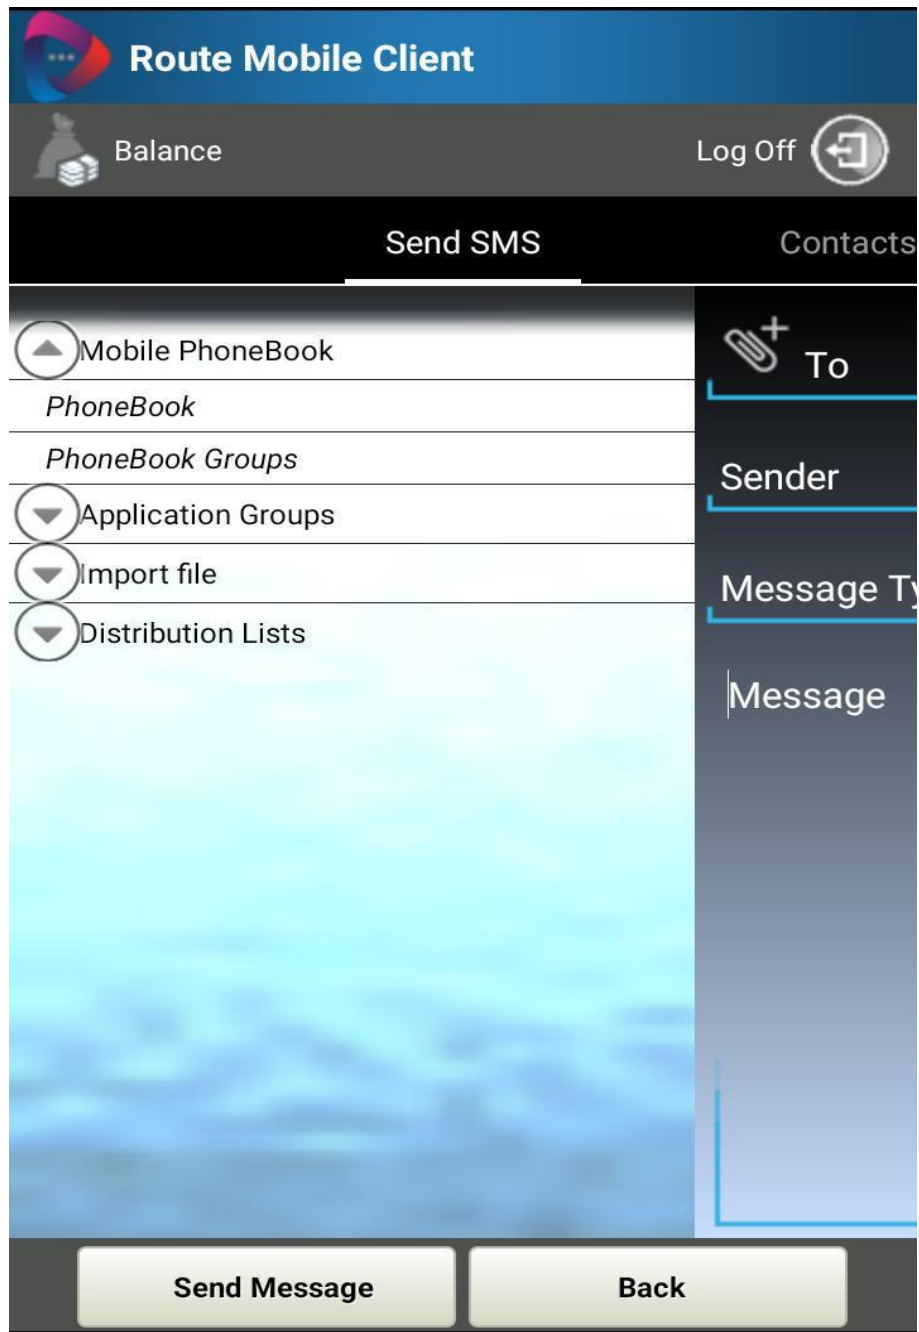 Route Mobile Client
Balance
Log Off
Send SMS
Contacts
Mobile PhoneBook
PhoneBook
PhoneBook Groups
Application Groups
Import file
Distribution Lists
To
Sender
Message Ty
Message
Send Message
Back